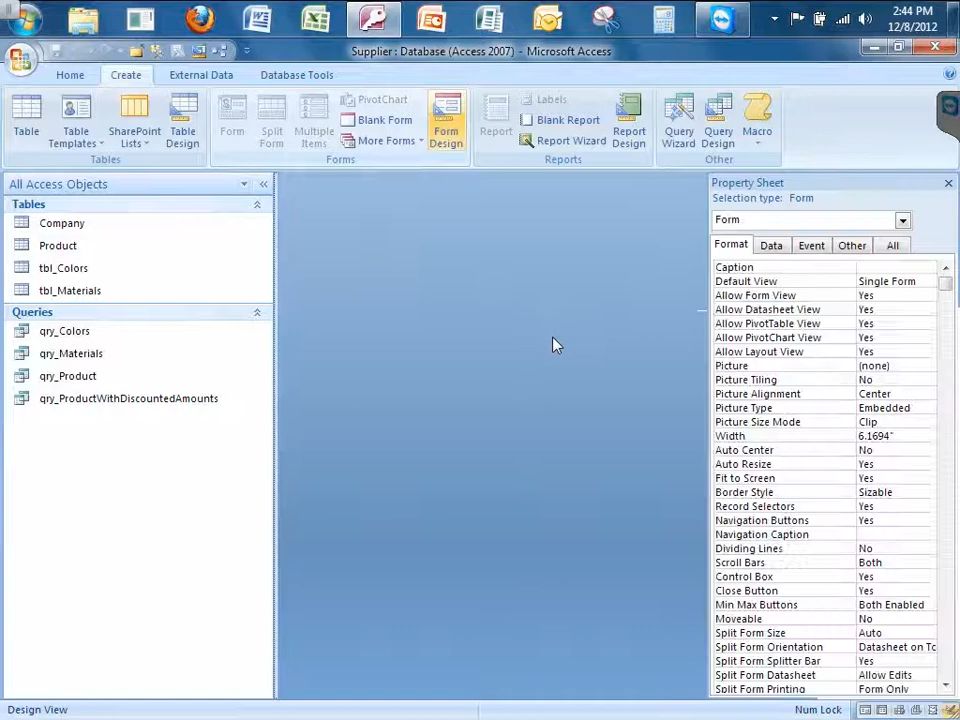 2:44 PM
12/8/2012
Supplier : Database (Access 2007) - Microsoft Access
Home Create External Data Database Tools
Table
Table Templates
SharePoint Lists
Table Design
Tables
Form
Split Form
Multiple Items
PivotChart
Blank Form
More Forms
Form Design
Forms
Report
Labels
Blank Report
Report Wizard
Report Design
Reports
Query Wizard
Query Design
Macro
Other
All Access Objects
Tables
Company
Product
tbl_Colors
tbl_Materials
Queries
qry_Colors
qry_Materials
qry_Product
qry_ProductWithDiscountedAmounts
Property Sheet
Selection type: Form
Form
Format Data Event Other All
Caption
Default View Single Form
Allow Form View Yes
Allow Datasheet View Yes
Allow PivotTable View Yes
Allow PivotChart View Yes
Allow Layout View Yes
Picture (none)
Picture Tiling No
Picture Alignment Center
Picture Type Embedded
Picture Size Mode Clip
Width 6.1694"
Auto Center No
Auto Resize Yes
Fit to Screen Yes
Border Style Sizable
Record Selectors Yes
Navigation Buttons Yes
Navigation Caption
Dividing Lines No
Scroll Bars Both
Control Box Yes
Close Button Yes
Min Max Buttons Both Enabled
Moveable No
Split Form Size Auto
Split Form Orientation Datasheet on To
Split Form Splitter Bar Yes
Split Form Datasheet Allow Edits
Split Form Printing Form Only
Design View
Num Lock